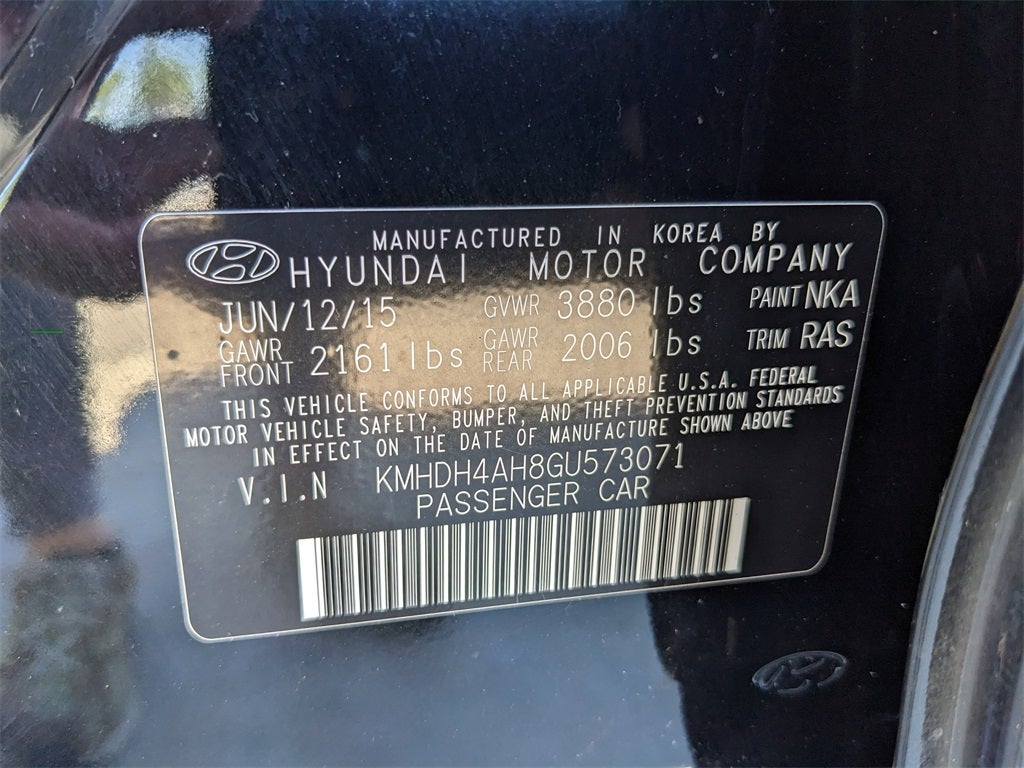 MANUFACTURED IN KOREA BY
HYUNDAI MOTOR COMPANY
JUN/12/15 GVWR 3880 lbs PAINT NKA
GAWR FRONT 2161 lbs GAWR REAR 2006 lbs TRIM RAS
THIS VEHICLE CONFORMS TO ALL APPLICABLE U.S.A. FEDERAL
MOTOR VEHICLE SAFETY, BUMPER, AND THEFT PREVENTION STANDARDS
IN EFFECT ON THE DATE OF MANUFACTURE SHOWN ABOVE
V.I.N KMHDH4AH8GU573071
PASSENGER CAR